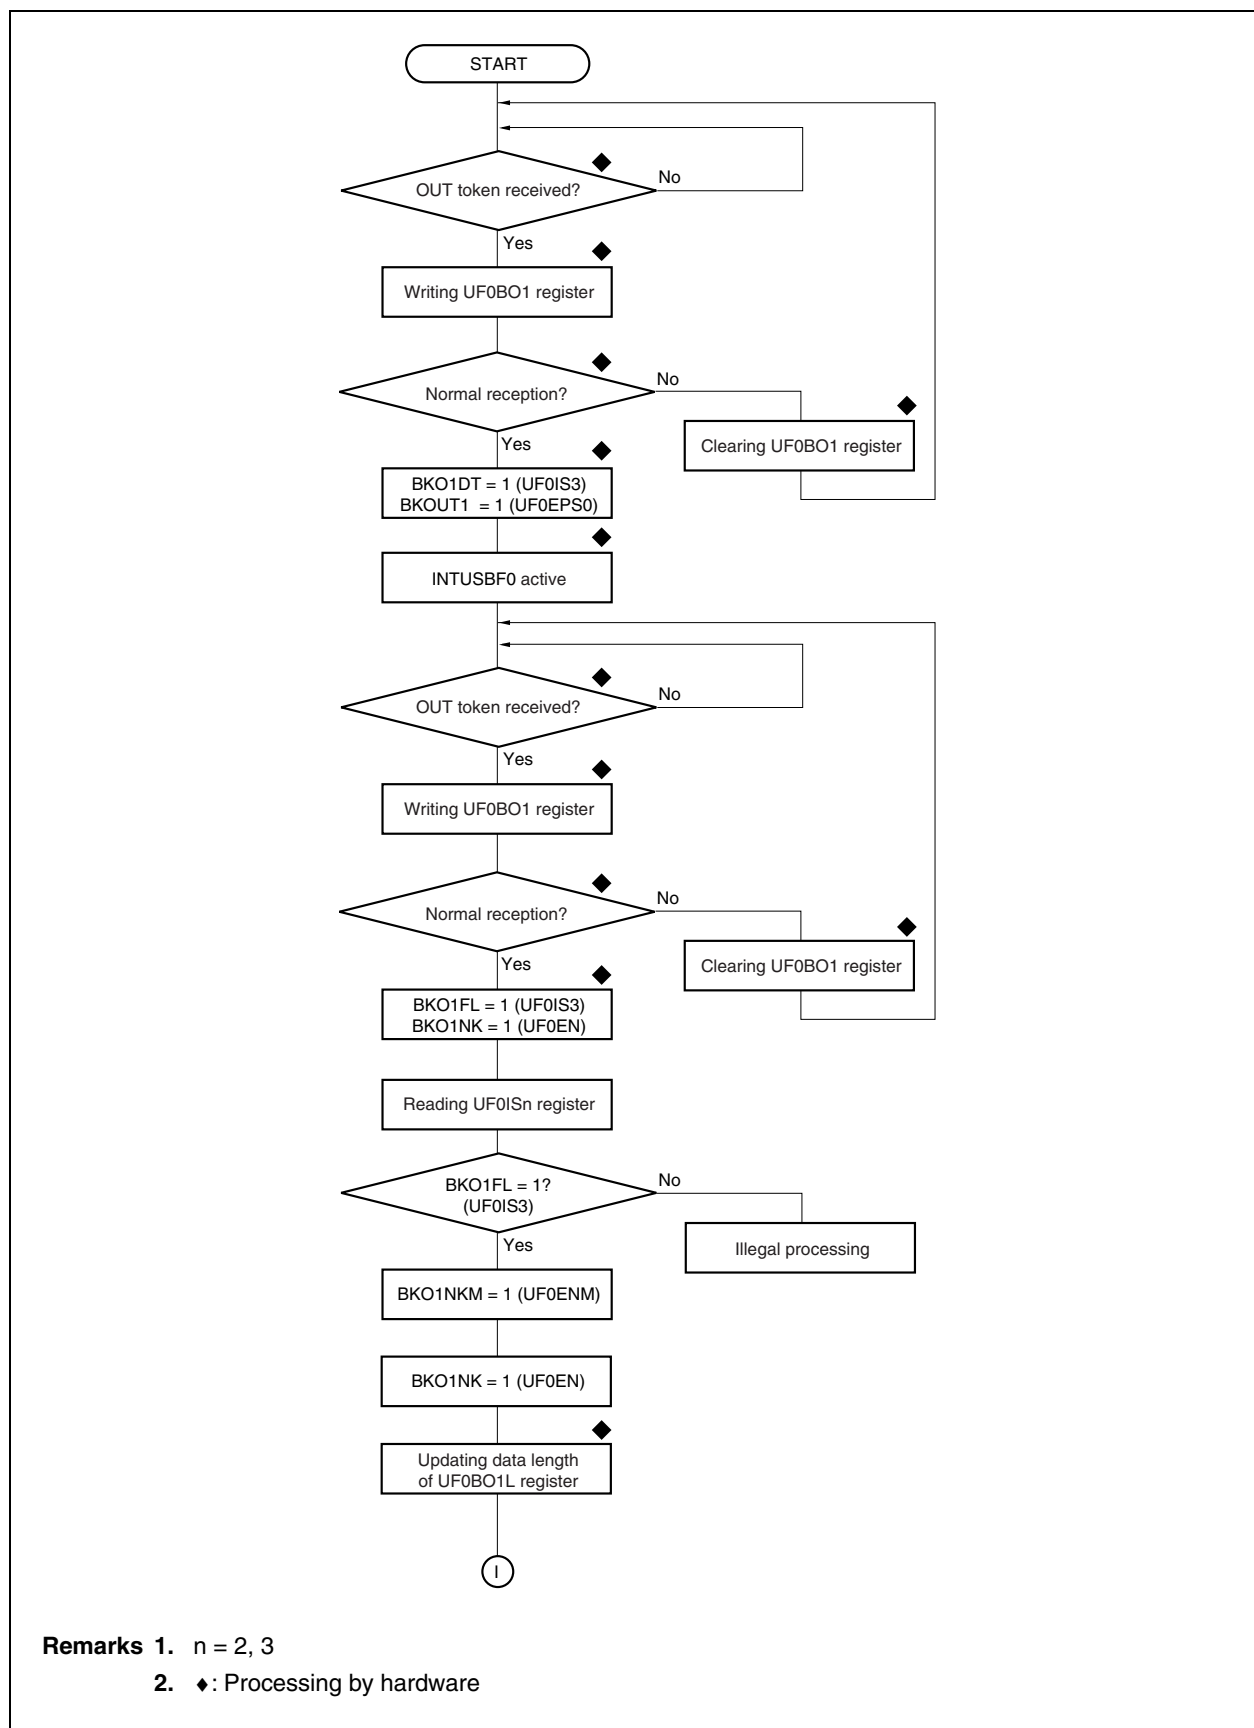 START
OUT token received?
No
Yes
Writing UF0BO1 register
Normal reception?
No
Yes
Clearing UF0BO1 register
BKO1DT = 1 (UF0IS3)
BKOUT1 = 1 (UF0EPS0)
INTUSBF0 active
OUT token received?
No
Yes
Writing UF0BO1 register
Normal reception?
No
Yes
Clearing UF0BO1 register
BKO1FL = 1 (UF0IS3)
BKO1NK = 1 (UF0EN)
Reading UF0ISn register
BKO1FL = 1?
(UF0IS3)
No
Yes
Illegal processing
BKO1NKM = 1 (UF0ENM)
BKO1NK = 1 (UF0EN)
Updating data length
of UF0BO1L register
I
Remarks 1. n = 2, 3
2. ♦: Processing by hardware